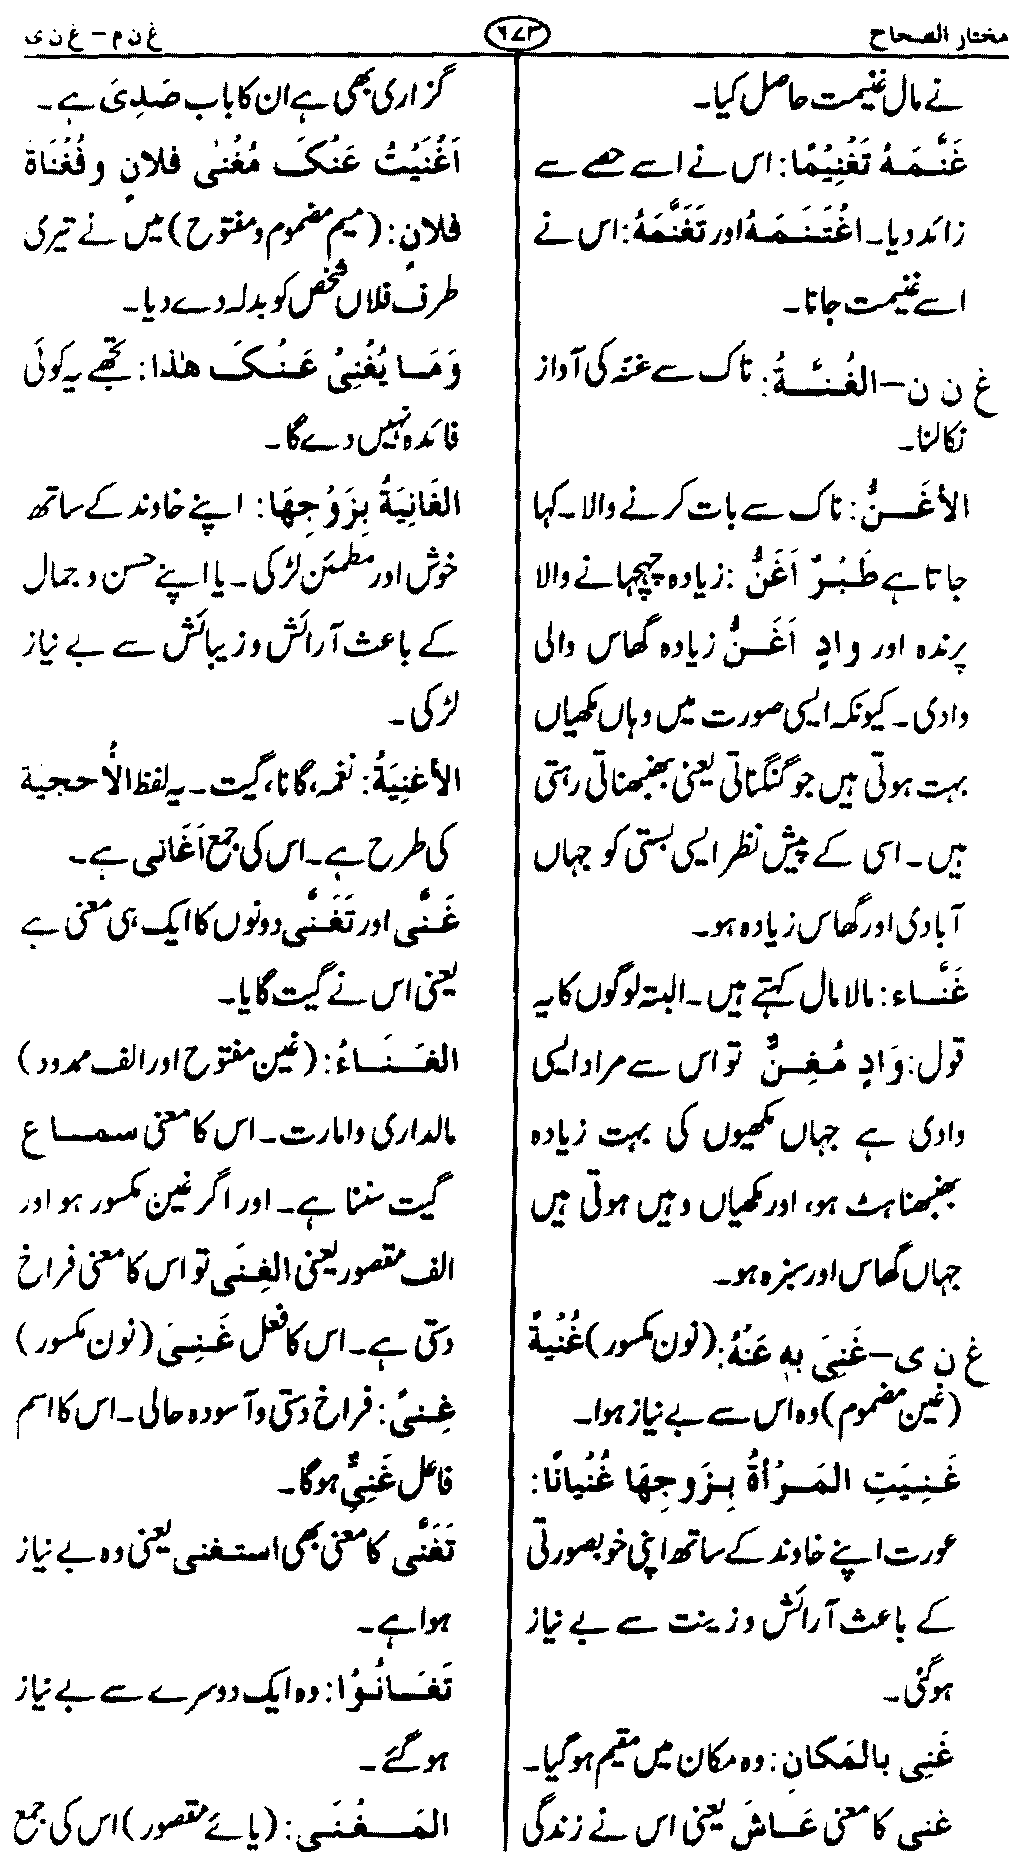 مختار الصحاح
٦٧٣
غ ن م – غ ن ی
نے مال غنیمت حاصل کیا۔
غَنَّمَهُ تَغْنِيْمًا: اس نے اسے حصے سے
زائد دیا۔ اغْتَنَمَهُ اور تَغَنَّمَهُ: اس نے
اسے غنیمت جانا۔
غ ن ن – الغُنَّةُ: ناک سے غنّہ کی آواز
نکالنا۔
الأغَنُّ: ناک سے بات کرنے والا۔ کہا
جاتا ہے طَيْرٌ اَغَنُّ: زیادہ چہچہانے والا
پرندہ اور وادٍ اَغَنُّ زیادہ گھاس والی
وادی۔ کیونکہ ایسی صورت میں وہاں مکھیاں
بہت ہوتی ہیں جو گنگناتی یعنی بھنبھناتی رہتی
ہیں۔ اسی کے پیش نظر ایسی بستی کو جہاں
آبادی اور گھاس زیادہ ہو۔
غَنَّاء: مالا مال کہتے ہیں۔ البتہ لوگوں کا یہ
قول: وَادٍ مُغِنٌّ تو اس سے مراد ایسی
وادی ہے جہاں مکھیوں کی بہت زیادہ
بھنبھناہٹ ہو، اور مکھیاں وہیں ہوتی ہیں
جہاں گھاس اور سبزہ ہو۔
غ ن ی – غَنِيَ بِهِ عَنْهُ: (نون مکسور) غُنْيَةً
(غین مضموم) وہ اس سے بے نیاز ہوا۔
غَنِيَتِ المَرْأةُ بِزَوجِهَا غُنْيانًا:
عورت اپنے خاوند کے ساتھ اپنی خوبصورتی
کے باعث آرائش و زینت سے بے نیاز
ہوگئی۔
غَنِی بالمَكانِ: وہ مکان میں مقیم ہوگیا۔
غنی کا معنی عَاشَ یعنی اس نے زندگی
گزاری بھی ہے ان کا باب صَدِيَ ہے۔
اَغْنَيْتُ عَنْكَ مُغْنٰى فلانٍ و مُغْنَاةَ
فلانٍ: (میم مضموم و مفتوح) میں نے تیری
طرف فلاں شخص کو بدلہ دے دیا۔
وَمَا يُغْنِيْ عَنْكَ هٰذا: تجھے یہ کوئی
فائدہ نہیں دے گا۔
الغَانِيَةُ بِزَوْجِهَا: اپنے خاوند کے ساتھ
خوش اور مطمئن لڑکی۔ یا اپنے حسن و جمال
کے باعث آرائش و زیبائش سے بے نیاز
لڑکی۔
الأغنِيَةُ: نغمہ، گانا، گیت۔ یہ لفظ الأُحجية
کی طرح ہے۔ اس کی جمع اَغَانی ہے۔
غَنّٰی اور تَغَنّٰی دونوں کا ایک ہی معنی ہے
یعنی اس نے گیت گایا۔
الغَنَاءُ: (غین مفتوح اور الف ممدود)
مالداری و امارت۔ اس کا معنی سماع
گیت سننا ہے۔ اور اگر غین مکسور ہو اور
الف مقصور یعنی الغِنَی تو اس کا معنی فراخ
دستی ہے۔ اس کا فعل غَنِیَ (نون مکسور)
غِنیً: فراخ دستی و آسودہ حالی۔ اس کا اسم
فاعل غَنِیٌّ ہوگا۔
تَغَنَّی کا معنی بھی استغنی یعنی وہ بے نیاز
ہوا ہے۔
تَغَانُوْا: وہ ایک دوسرے سے بے نیاز
ہوگئے۔
المَغْنَی: (یائے مقصور) اس کی جمع